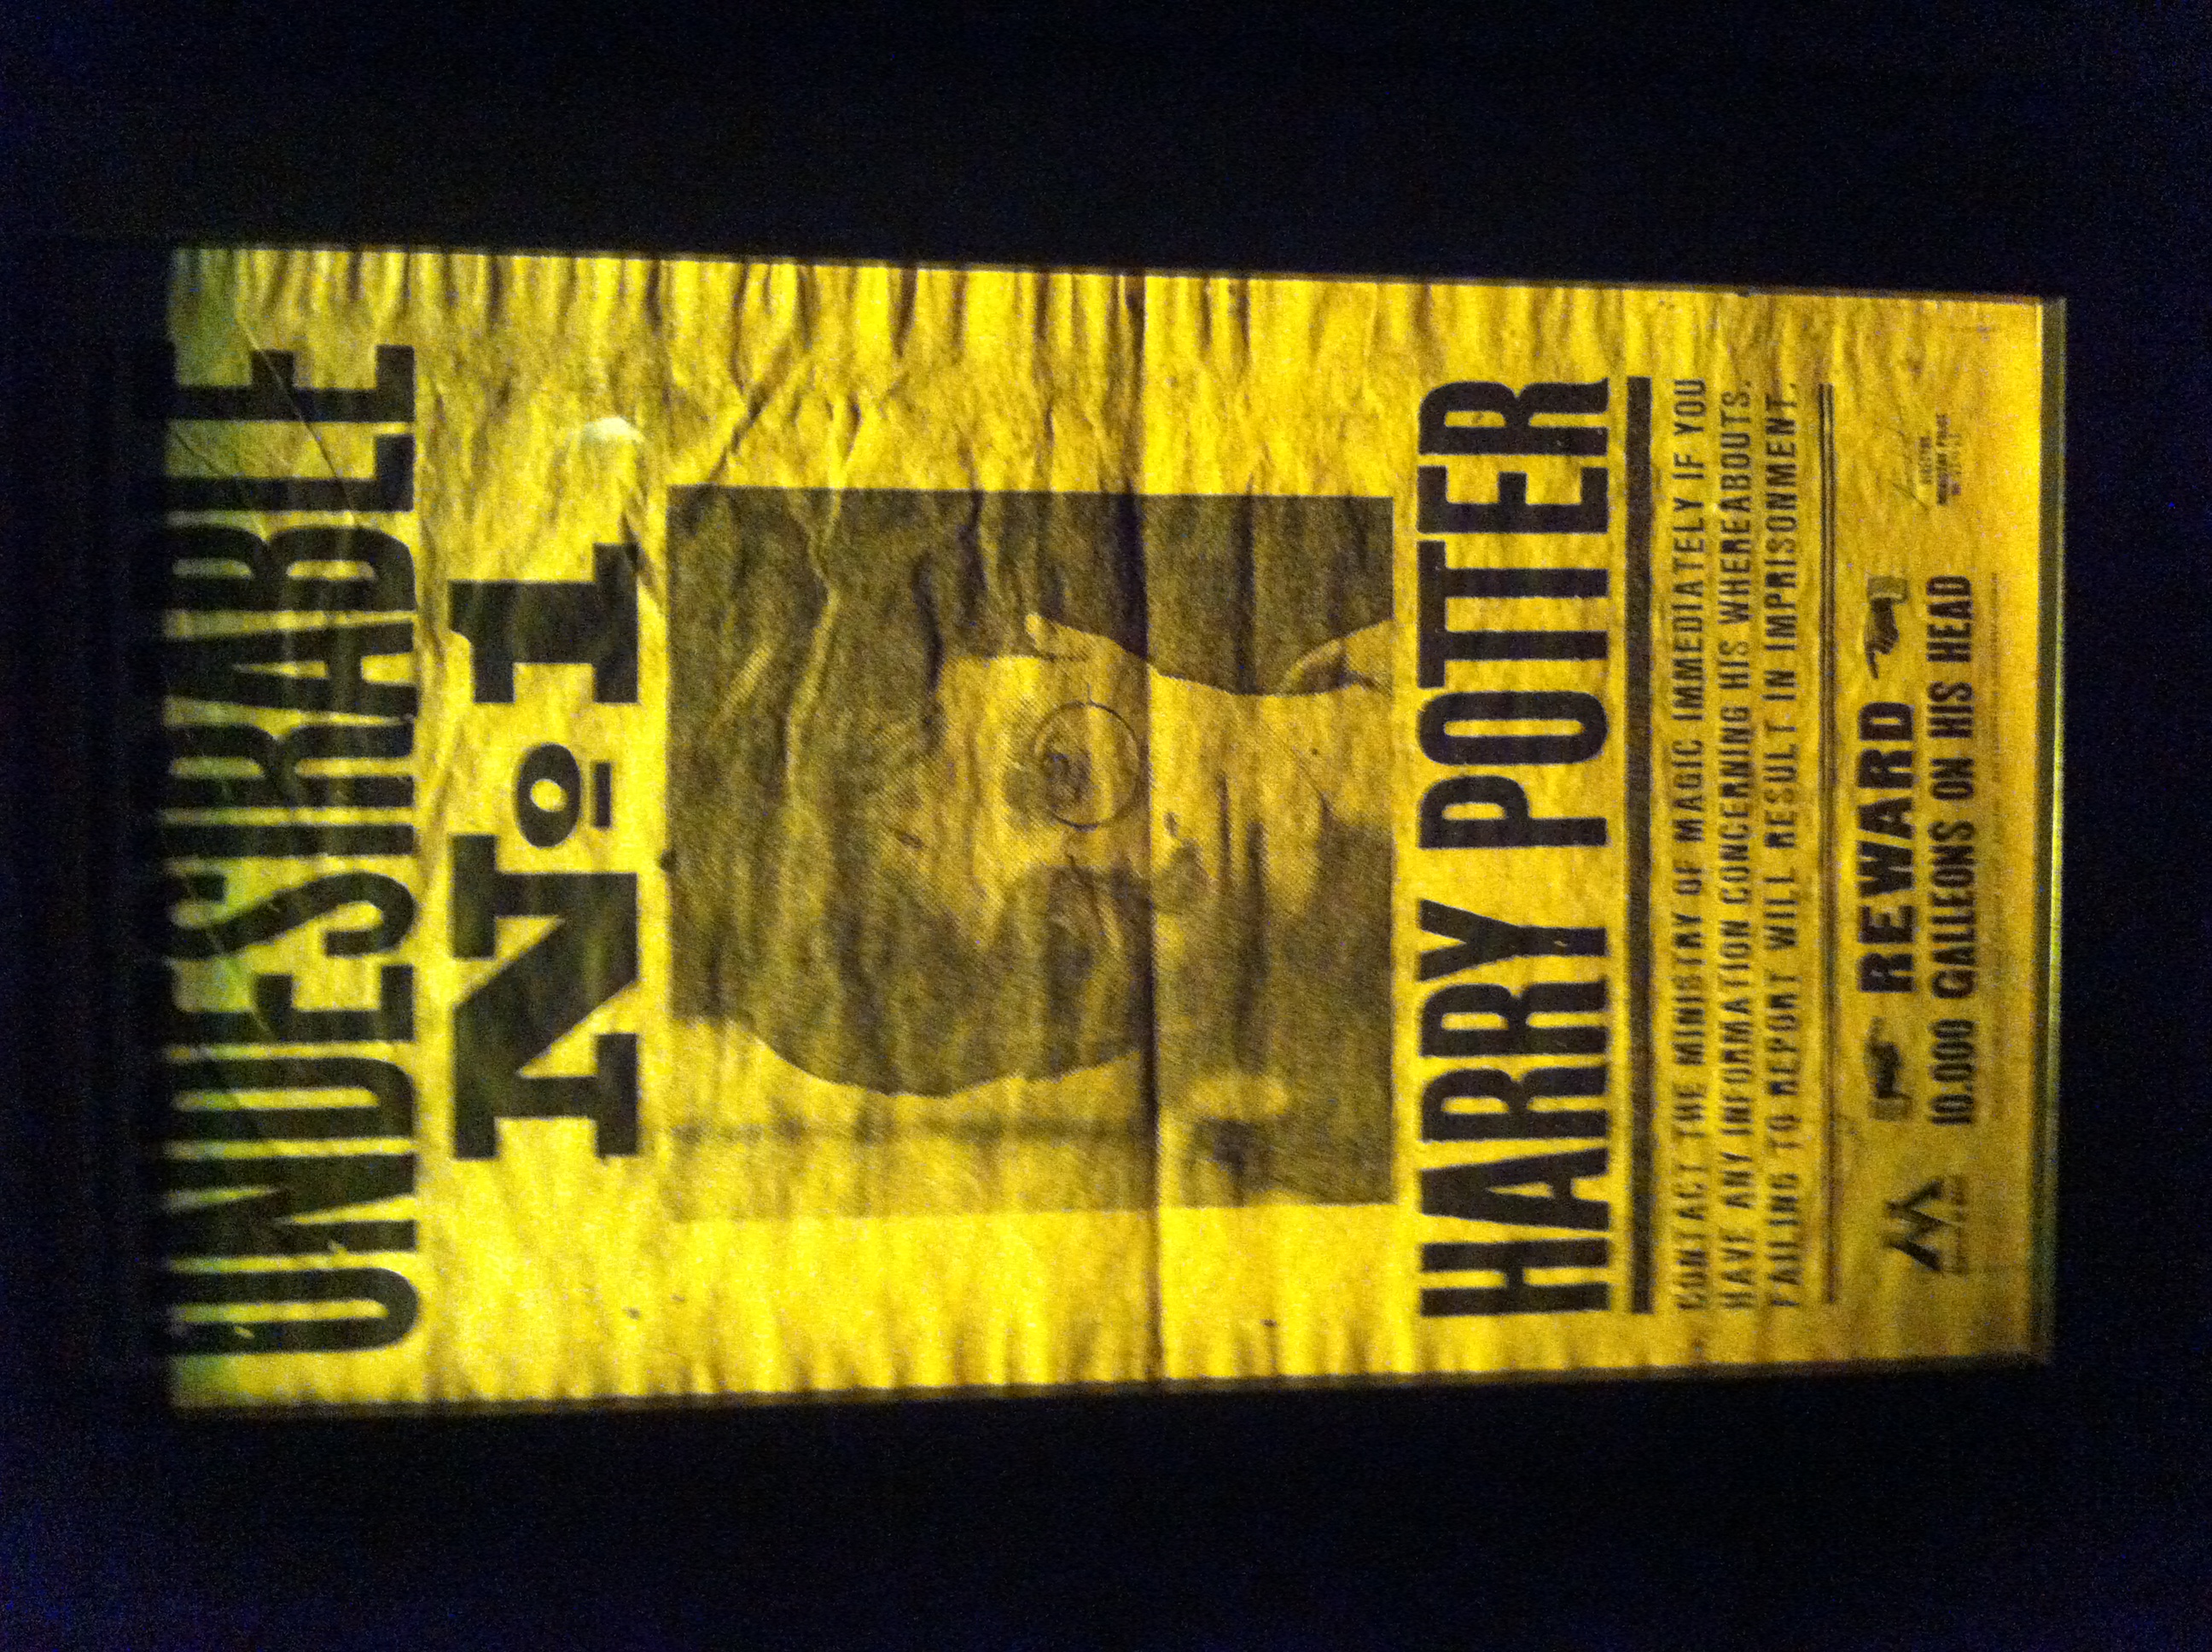 UNDESIRABLE
No 1
HARRY POTTER
CONTACT THE MINISTRY OF MAGIC IMMEDIATELY IF YOU
HAVE ANY INFORMATION CONCERNING HIS WHEREABOUTS.
FAILING TO REPORT WILL RESULT IN IMPRISONMENT.
REWARD
10.000 GALLEONS ON HIS HEAD